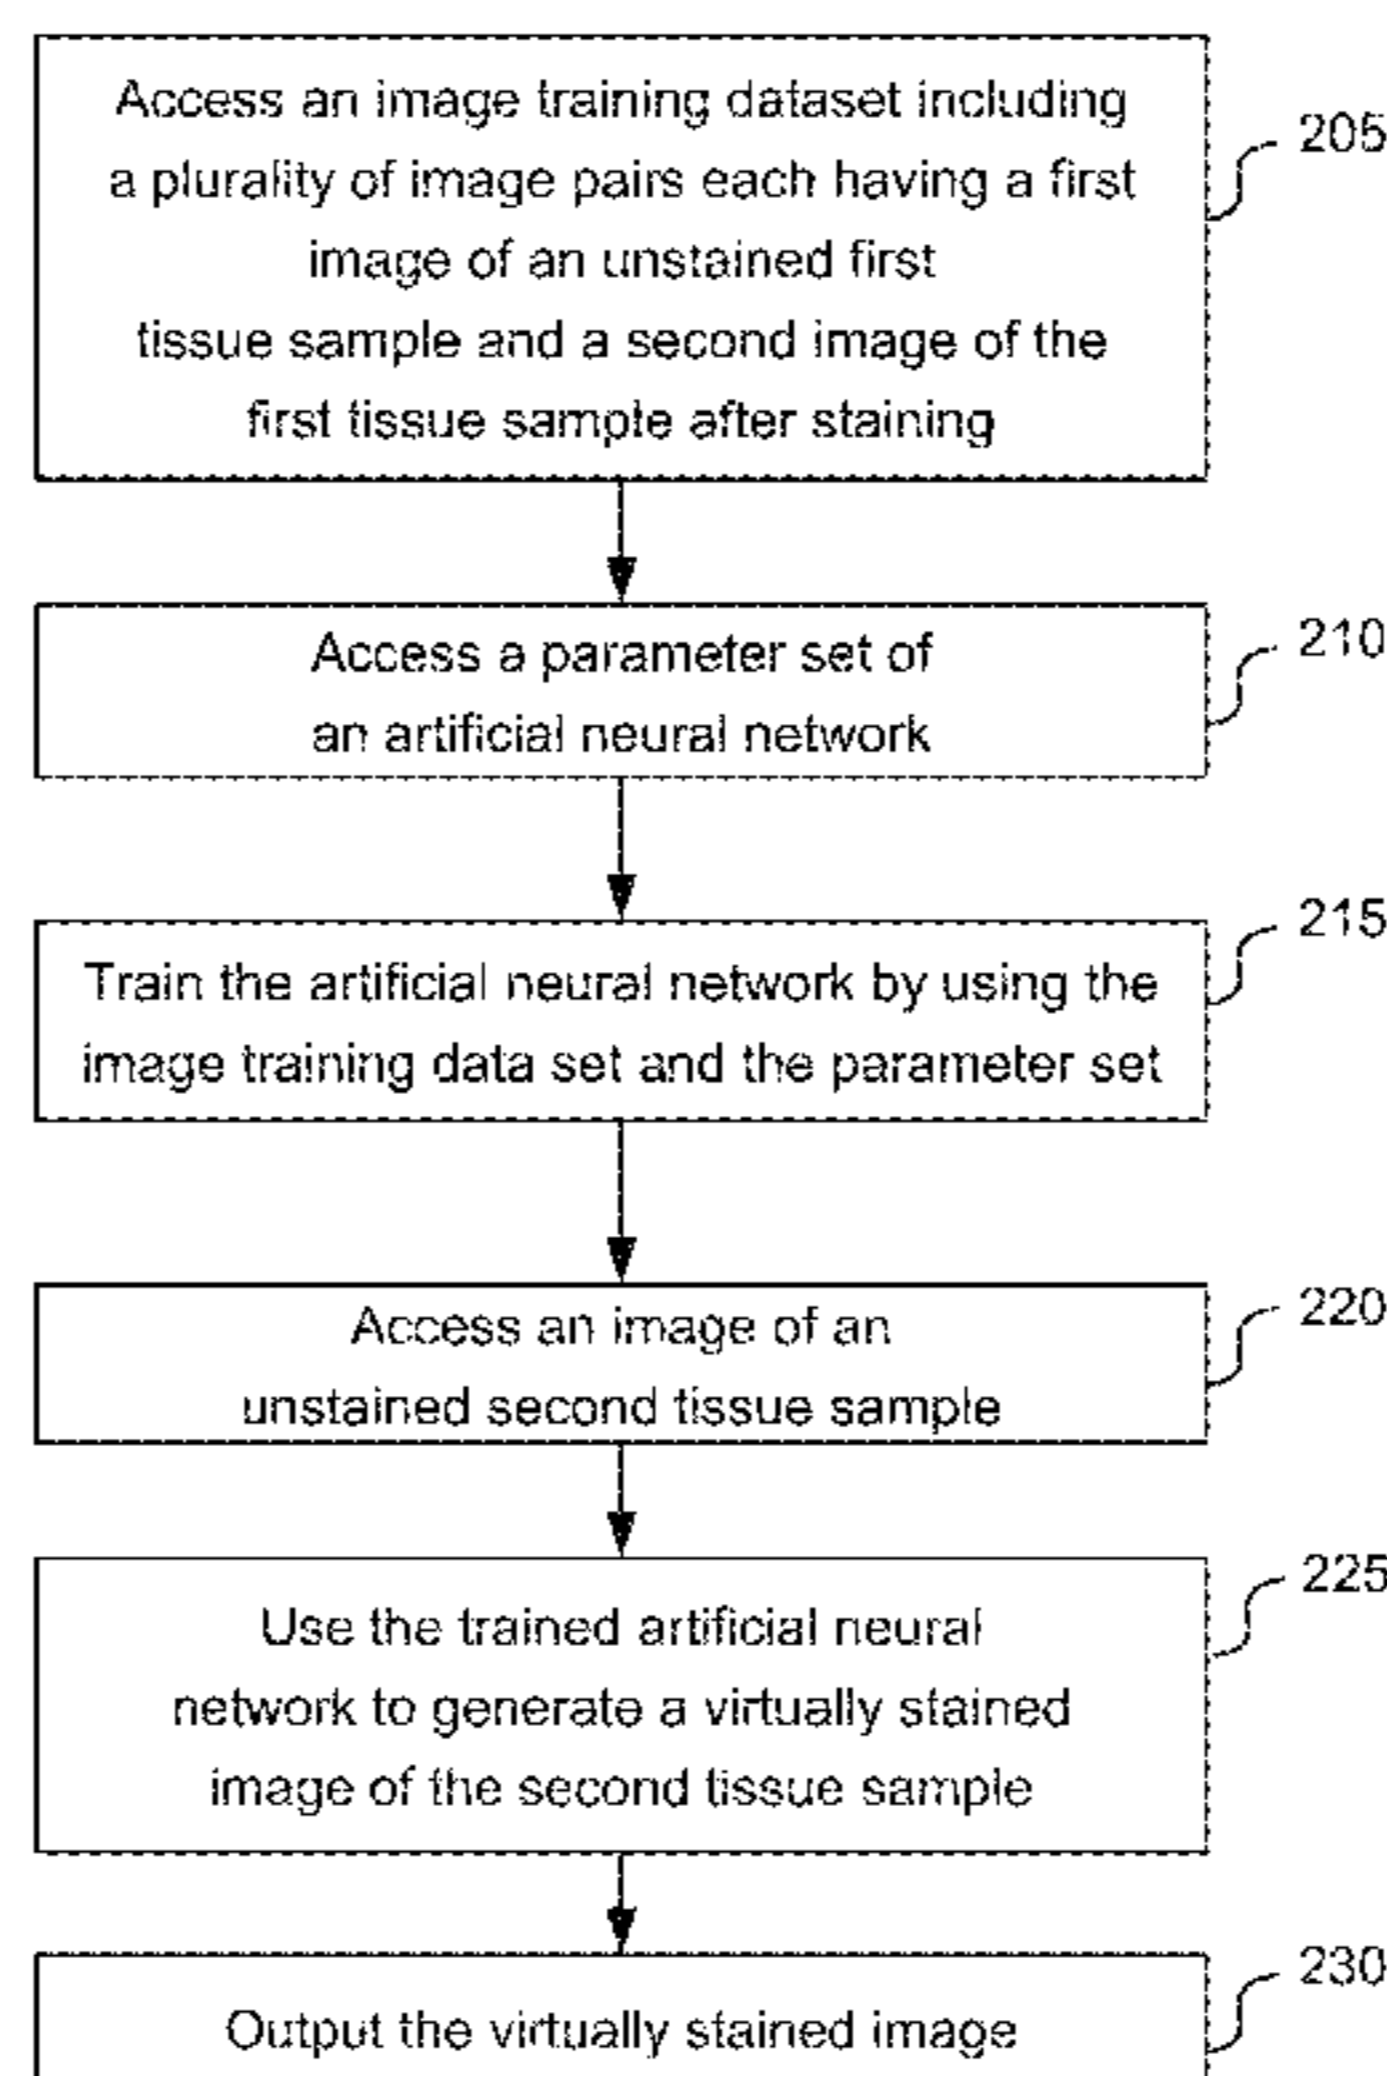 Access an image training dataset including
a plurality of image pairs each having a first
image of an unstained first
tissue sample and a second image of the
first tissue sample after staining
205
Access a parameter set of
an artificial neural network
210
Train the artificial neural network by using the
image training data set and the parameter set
215
Access an image of an
unstained second tissue sample
220
Use the trained artificial neural
network to generate a virtually stained
image of the second tissue sample
225
Output the virtually stained image
230